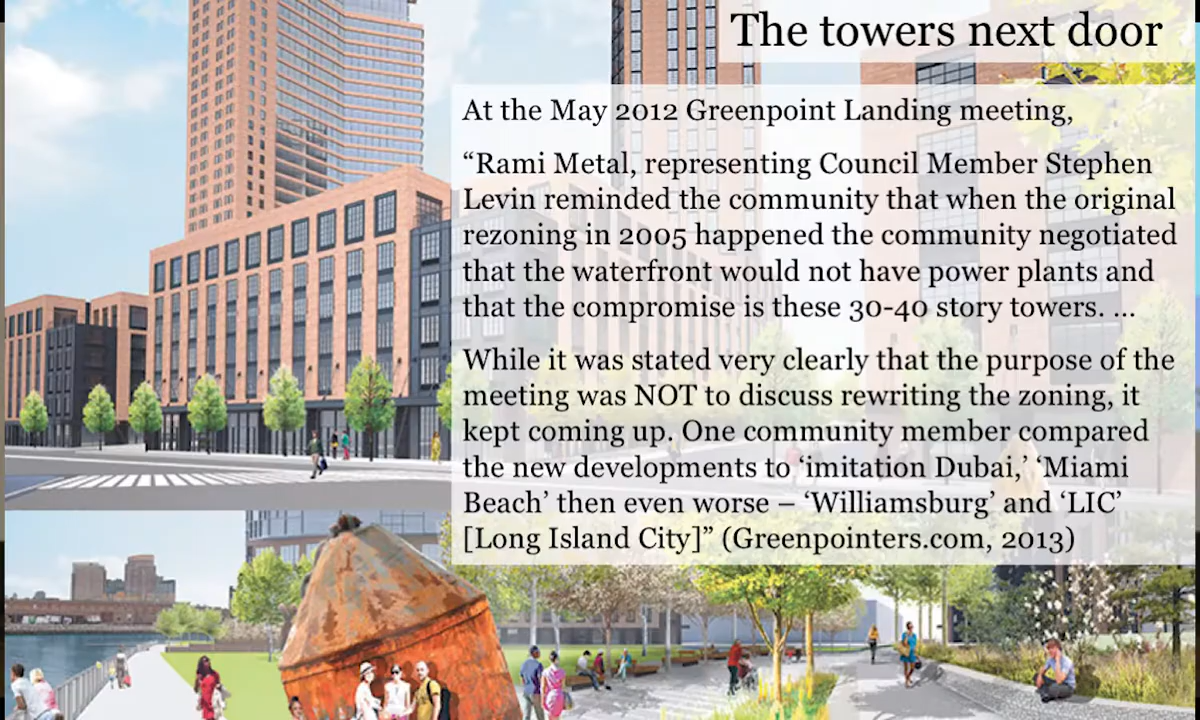 The towers next door
At the May 2012 Greenpoint Landing meeting,
“Rami Metal, representing Council Member Stephen
Levin reminded the community that when the original
rezoning in 2005 happened the community negotiated
that the waterfront would not have power plants and
that the compromise is these 30-40 story towers. ...
While it was stated very clearly that the purpose of the
meeting was NOT to discuss rewriting the zoning, it
kept coming up. One community member compared
the new developments to ‘imitation Dubai,’ ‘Miami
Beach’ then even worse – ‘Williamsburg’ and ‘LIC’
[Long Island City]” (Greenpointers.com, 2013)